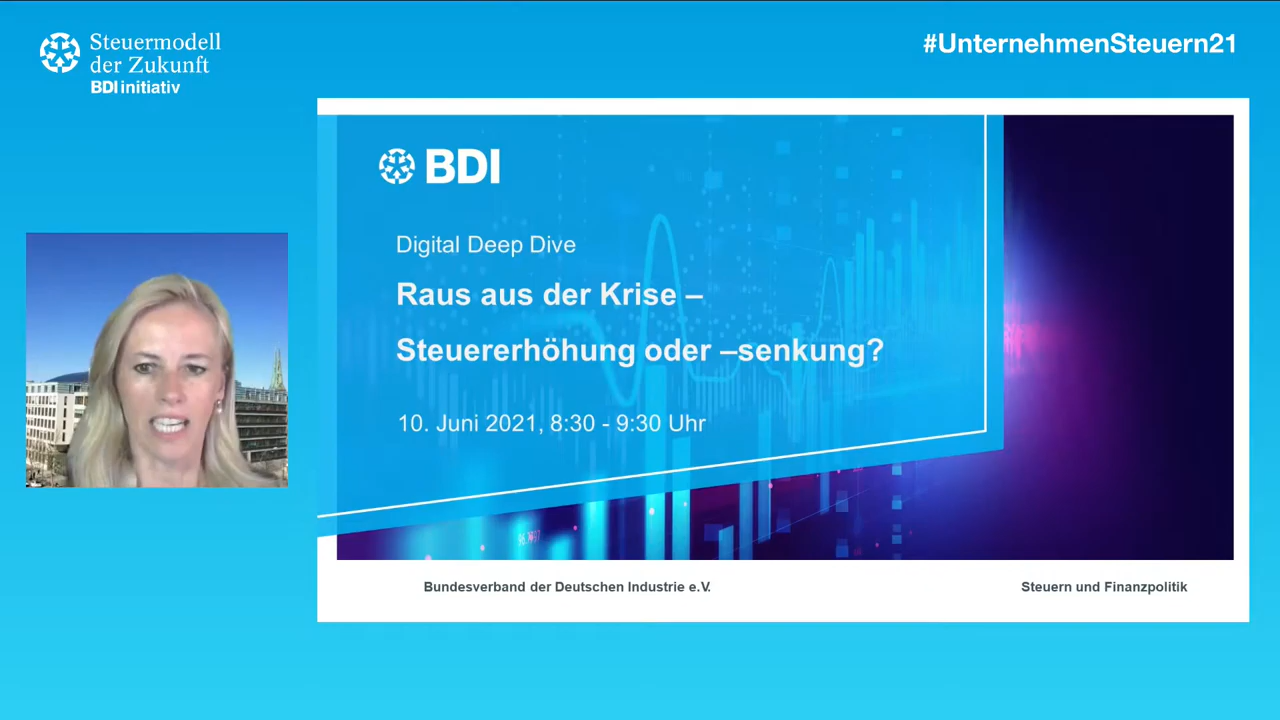 Steuermodell
der Zukunft
BDI initiativ
#UnternehmenSteuern21
BDI
Digital Deep Dive
Raus aus der Krise –
Steuererhöhung oder –senkung?
10. Juni 2021, 8:30 - 9:30 Uhr
Bundesverband der Deutschen Industrie e.V.
Steuern und Finanzpolitik